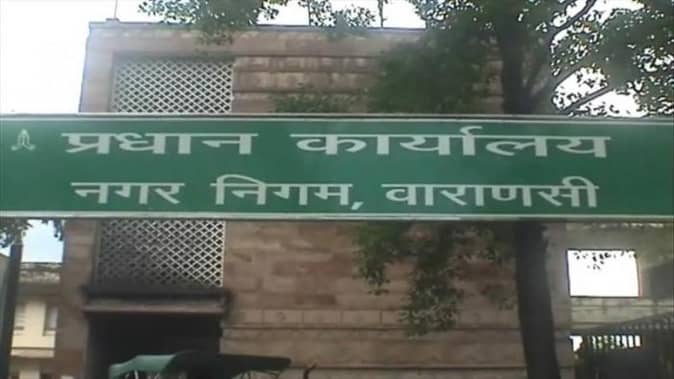 प्रधान कार्यालय
नगर निगम, वाराणसी